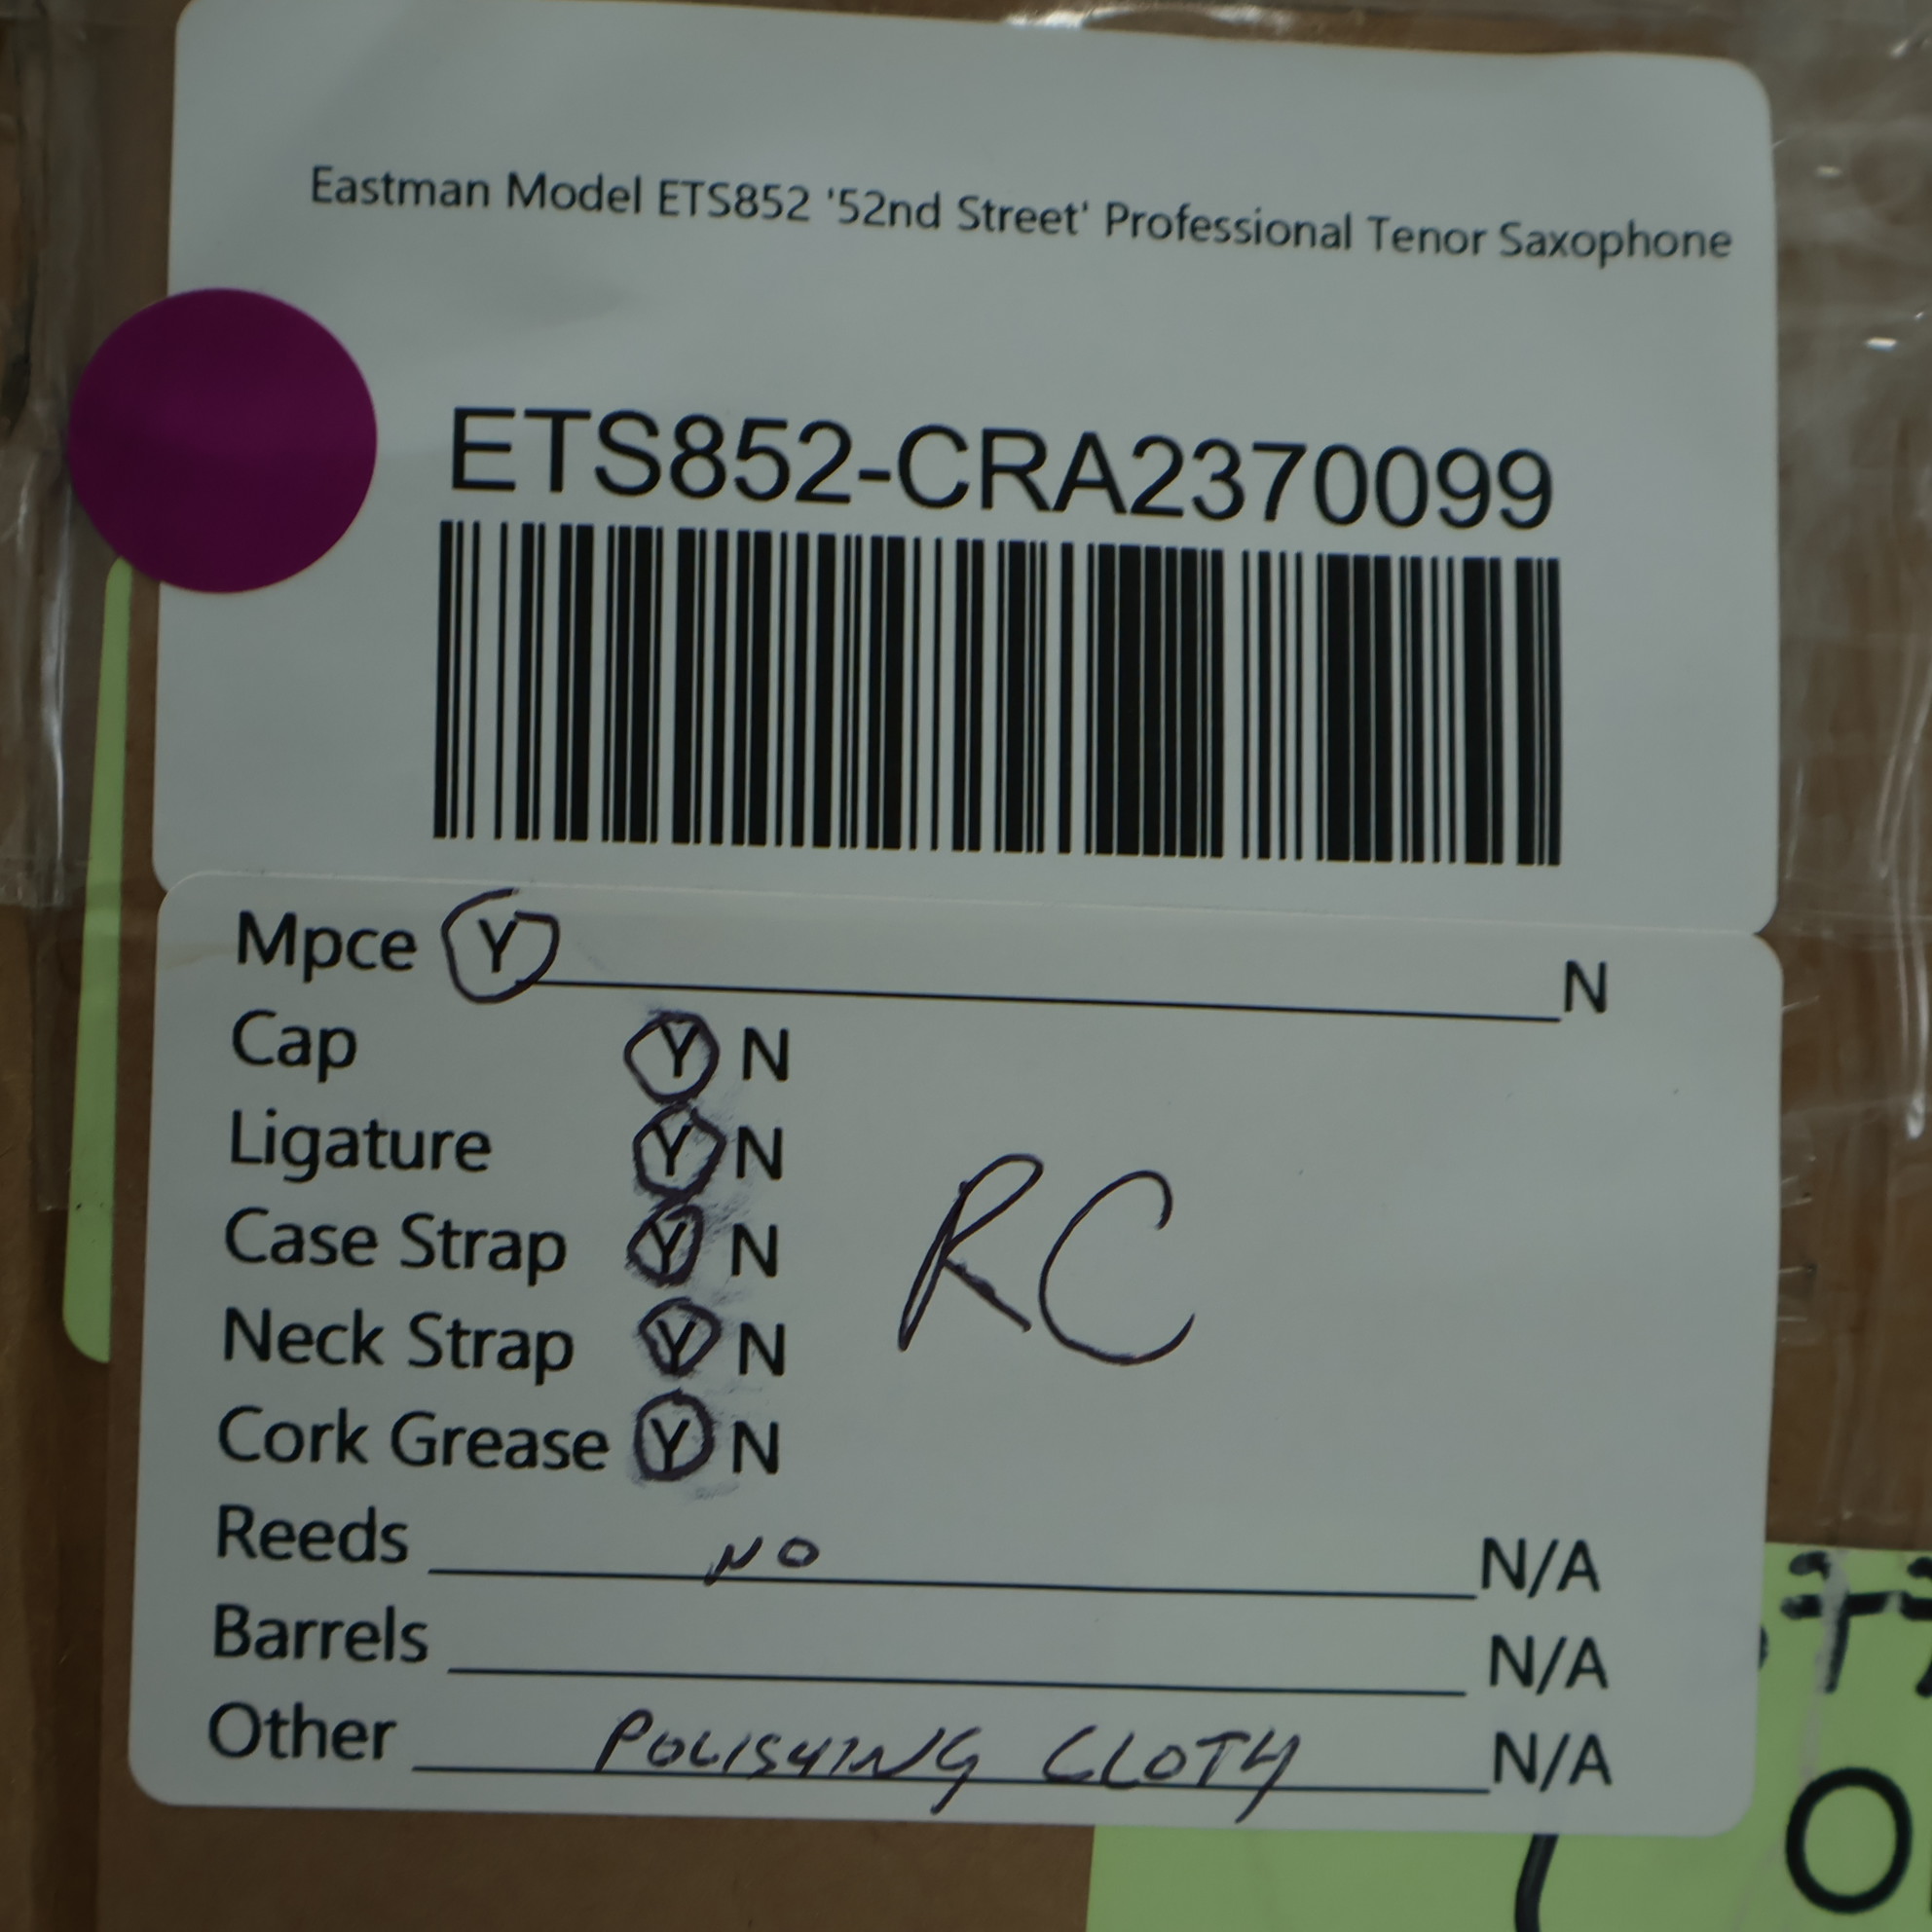 Eastman Model ETS852 '52nd Street' Professional Tenor Saxophone
ETS852-CRA2370099
Mpce Y N
Cap Y N
Ligature Y N
RC
Case Strap Y N
Neck Strap Y N
Cork Grease Y N
Reeds NO N/A
Barrels N/A
Other POLISHING CLOTH N/A